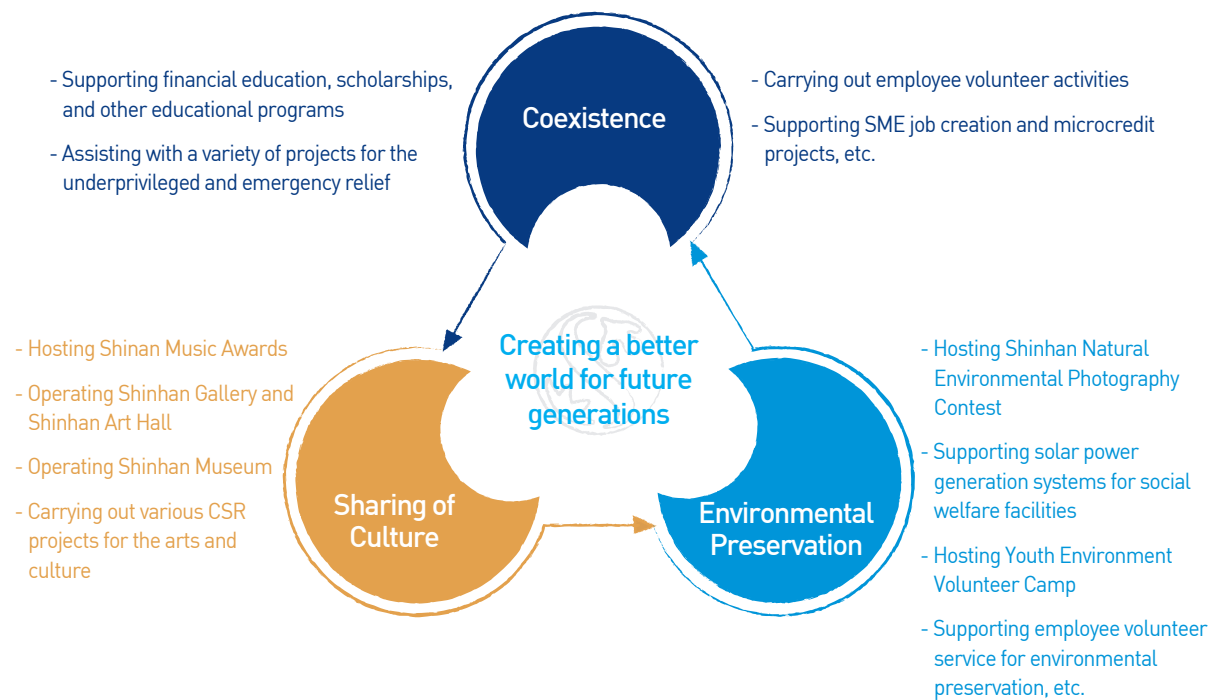 - Supporting financial education, scholarships,
and other educational programs
- Assisting with a variety of projects for the
underprivileged and emergency relief
Coexistence
- Carrying out employee volunteer activities
- Supporting SME job creation and microcredit
projects, etc.
Creating a better
world for future
generations
- Hosting Shinan Music Awards
- Operating Shinhan Gallery and
Shinhan Art Hall
- Operating Shinhan Museum
- Carrying out various CSR
projects for the arts and
culture
Sharing of
Culture
Environmental
Preservation
- Hosting Shinhan Natural
Environmental Photography
Contest
- Supporting solar power
generation systems for social
welfare facilities
- Hosting Youth Environment
Volunteer Camp
- Supporting employee volunteer
service for environmental
preservation, etc.